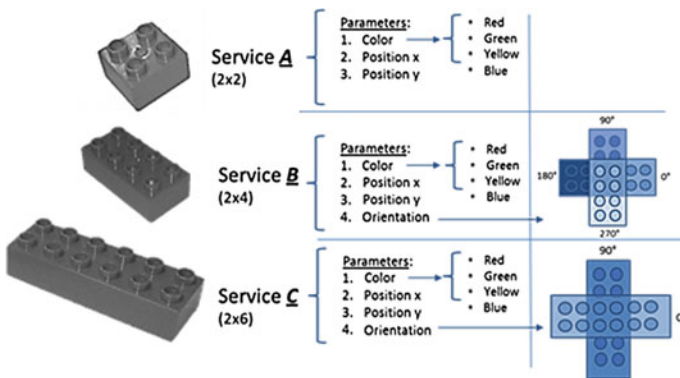 Service A
(2x2)
Parameters:
1. Color
2. Position x
3. Position y
* Red
* Green
* Yellow
* Blue
Service B
(2x4)
Parameters:
1. Color
2. Position x
3. Position y
4. Orientation
* Red
* Green
* Yellow
* Blue
90°
180°
0°
270°
Service C
(2x6)
Parameters:
1. Color
2. Position x
3. Position y
4. Orientation
* Red
* Green
* Yellow
* Blue
90°